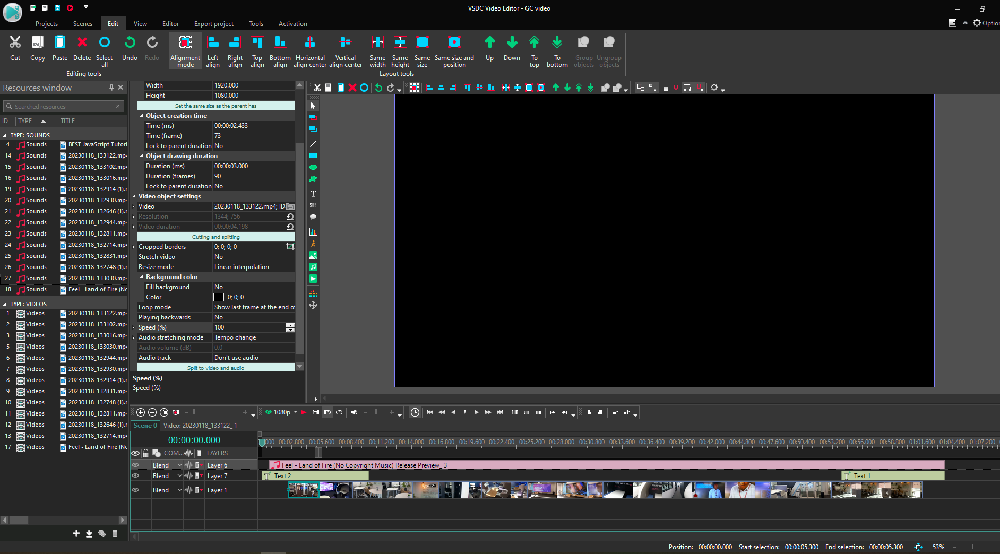 VSDC Video Editor - GC video
Projects Scenes Edit View Editor Export project Tools Activation
Cut Copy Paste Delete Select all Undo Redo Alignment mode Left align Right align Top align Bottom align Horizontal align center Vertical align center Same width Same height Same size Same size and position Up Down To top To bottom Group objects Ungroup objects
Editing tools Layout tools
Resources window
Searched resources
ID TYPE TITLE
TYPE: SOUNDS
4 Sounds BEST JavaScript Tutori
14 Sounds 20230118_133122.mp4
15 Sounds 20230118_133102.mp4
16 Sounds 20230118_133016.mp4
19 Sounds 20230118_132914 (1).r
20 Sounds 20230118_132930.mp4
21 Sounds 20230118_132646 (1).r
22 Sounds 20230118_132944.mp4
23 Sounds 20230118_132811.mp4
24 Sounds 20230118_132714.mp4
25 Sounds 20230118_132831.mp4
26 Sounds 20230118_132748 (1).r
27 Sounds 20230118_133030.mp4
18 Sounds Feel - Land of Fire (No
TYPE: VIDEOS
1 Videos 20230118_133122.mp4
2 Videos 20230118_133102.mp4
3 Videos 20230118_133016.mp4
5 Videos 20230118_133030.mp4
6 Videos 20230118_132944.mp4
7 Videos 20230118_132930.mp4
8 Videos 20230118_132914 (1).r
9 Videos 20230118_132831.mp4
10 Videos 20230118_132748 (1).r
11 Videos 20230118_132811.mp4
12 Videos 20230118_132646 (1).r
13 Videos 20230118_132714.mp4
17 Videos Feel - Land of Fire (No
Width 1920.000
Height 1080.000
Set the same size as the parent has
Object creation time
Time (ms) 00:00:02.433
Time (frame) 73
Lock to parent duration No
Object drawing duration
Duration (ms) 00:00:03.000
Duration (frames) 90
Lock to parent duration No
Video object settings
Video 20230118_133122.mp4; ID:
Resolution 1344; 756
Video duration 00:00:04.198
Cutting and splitting
Cropped borders 0; 0; 0; 0
Stretch video No
Resize mode Linear interpolation
Background color
Fill background No
Color 0; 0; 0
Loop mode Show last frame at the end of
Playing backwards No
Speed (%) 100
Audio stretching mode Tempo change
Audio volume (dB) 0.0
Audio track Don't use audio
Split to video and audio
Speed (%)
Speed (%)
1080p
Scene 0 Video: 20230118_133122_ 1
00:00:00.000
000 00:02.800 00:05.600 00:08.400 00:11.200 00:14.000 00:16.800 00:19.600 00:22.400 00:25.200 00:28.000 00:30.800 00:33.600 00:36.400 00:39.200 00:42.000 00:44.800 00:47.600 00:50.400 00:53.200 00:56.000 00:58.800 01:01.600 01:04.400 01:07.200
COM... LAYERS
Blend Layer 6 Feel - Land of Fire (No Copyright Music) Release Preview_ 3
Blend Layer 7 Text 2 Text 1
Blend Layer 1
Position: 00:00:00.000 Start selection: 00:00:05.300 End selection: 00:00:05.300 53%